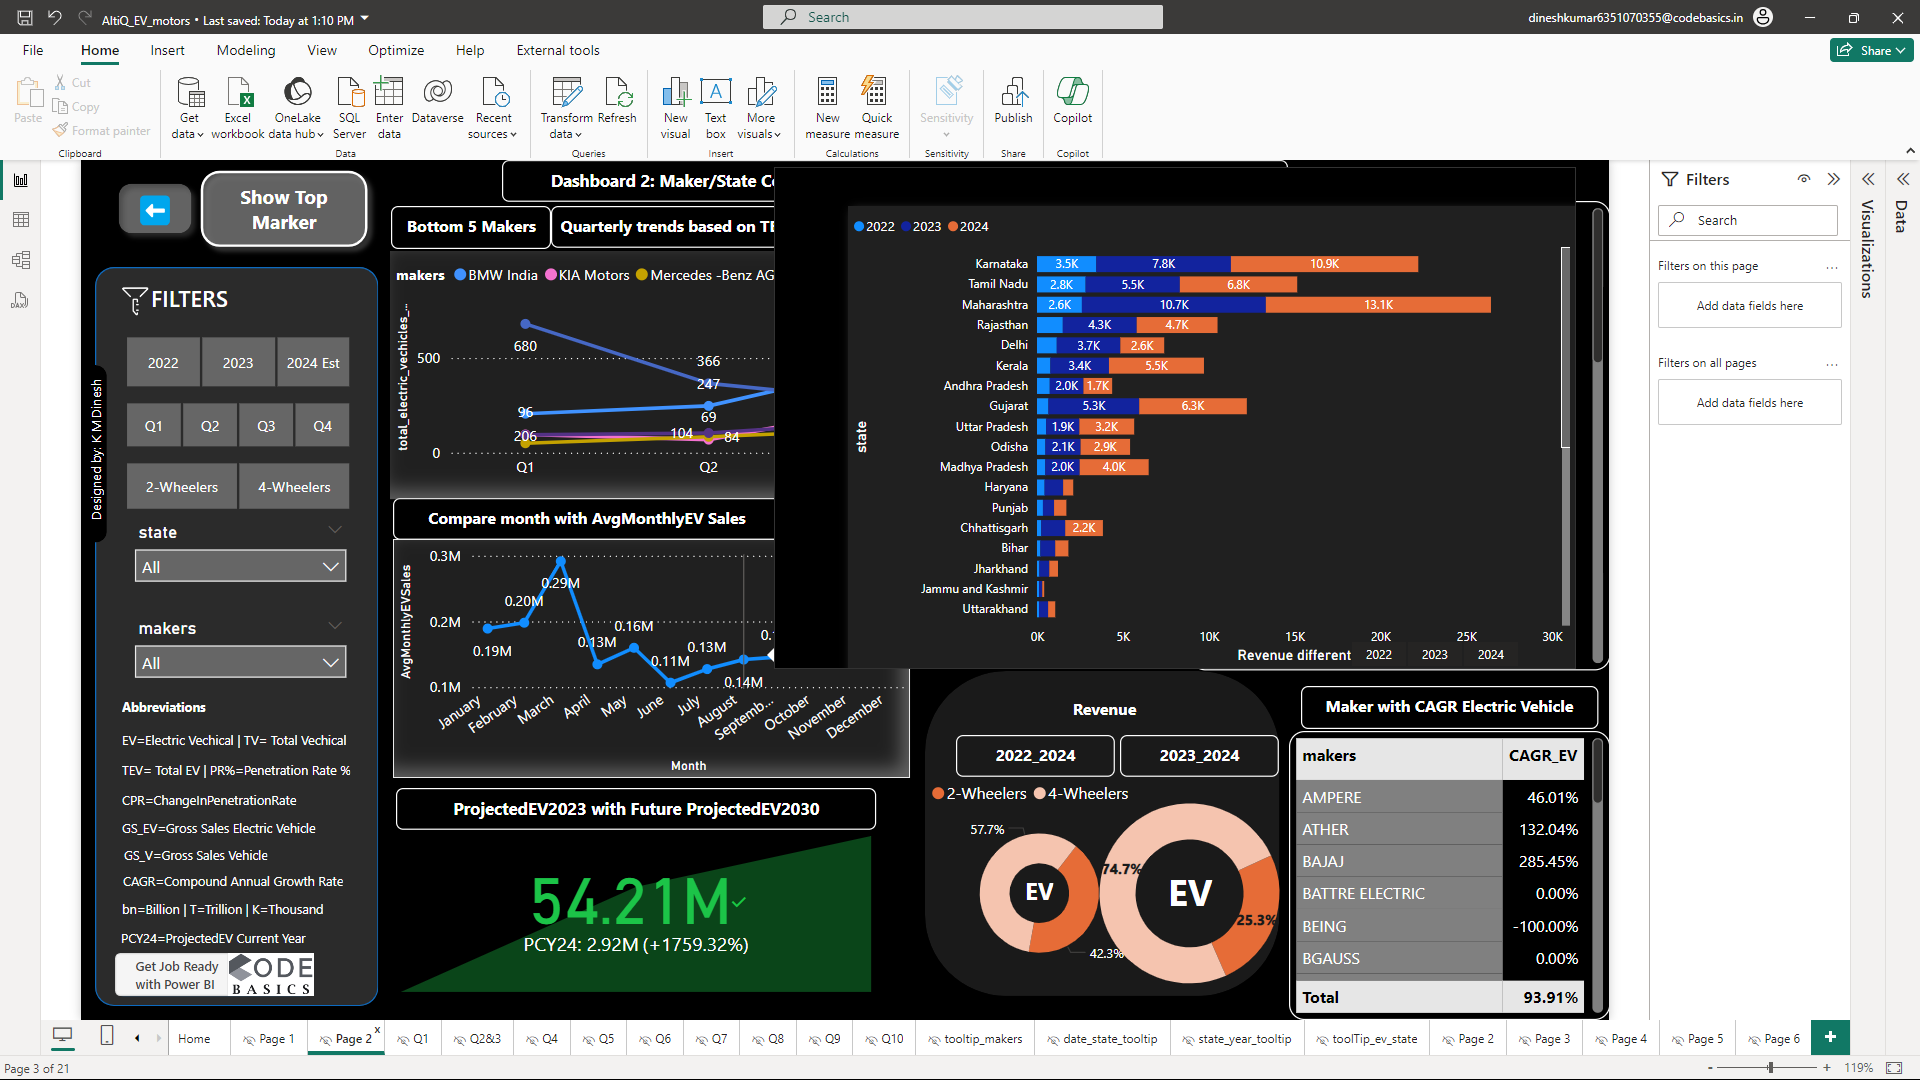 AltiQ_EV_motors • Last saved: Today at 1:10 PM
Search
dineshkumar6351070355@codebasics.in
File Home Insert Modeling View Optimize Help External tools
Share
Paste
Cut
Copy
Format painter
Get data
Excel workbook
OneLake data hub
SQL Server
Enter data
Dataverse
Recent sources
Transform data
Refresh
New visual
Text box
More visuals
New measure
Quick measure
Sensitivity
Publish
Copilot
Clipboard Data Queries Insert Calculations Sensitivity Share Copilot
Show Top Marker
Dashboard 2: Maker/State
Bottom 5 Makers
Quarterly trends based on
FILTERS
2022 2023 2024 Est
Q1 Q2 Q3 Q4
2-Wheelers 4-Wheelers
state
All
makers
All
Designed by: K M Dinesh
Abbreviations
EV=Electric Vechical | TV= Total Vechical
TEV= Total EV | PR%=Penetration Rate %
CPR=ChangeInPenetrationRate
GS_EV=Gross Sales Electric Vehicle
GS_V=Gross Sales Vehicle
CAGR=Compound Annual Growth Rate
bn=Billion | T=Trillion | K=Thousand
PCY24=ProjectedEV Current Year
Get Job Ready with Power BI
CODE BASICS
makers BMW India KIA Motors Mercedes -Benz AG
total_electric_vechicles_...
500
0
680
366
247
96
69
206
104
84
Q1 Q2
Compare month with AvgMonthlyEV Sales
AvgMonthlyEVSales
0.3M
0.2M
0.1M
0.19M
0.20M
0.29M
0.13M
0.16M
0.11M
0.13M
0.14M
January February March April May June July August Septemb... October November December
Month
ProjectedEV2023 with Future ProjectedEV2030
54.21M
PCY24: 2.92M (+1759.32%)
2022 2023 2024
state
Karnataka 3.5K 7.8K 10.9K
Tamil Nadu 2.8K 5.5K 6.8K
Maharashtra 2.6K 10.7K 13.1K
Rajasthan 4.3K 4.7K
Delhi 3.7K 2.6K
Kerala 3.4K 5.5K
Andhra Pradesh 2.0K 1.7K
Gujarat 5.3K 6.3K
Uttar Pradesh 1.9K 3.2K
Odisha 2.1K 2.9K
Madhya Pradesh 2.0K 4.0K
Haryana
Punjab
Chhattisgarh 2.2K
Bihar
Jharkhand
Jammu and Kashmir
Uttarakhand
0K 5K 10K 15K 20K 25K 30K
Revenue different 2022 2023 2024
Revenue
2022_2024 2023_2024
2-Wheelers 4-Wheelers
57.7%
EV
42.3%
74.7%
EV
25.3%
Maker with CAGR Electric Vehicle
makers CAGR_EV
AMPERE 46.01%
ATHER 132.04%
BAJAJ 285.45%
BATTRE ELECTRIC 0.00%
BEING -100.00%
BGAUSS 0.00%
Total 93.91%
Filters
Search
Filters on this page ...
Add data fields here
Filters on all pages ...
Add data fields here
Visualizations
Data
Home Page 1 Page 2 x Q1 Q2&3 Q4 Q5 Q6 Q7 Q8 Q9 Q10 tooltip_makers date_state_tooltip state_year_tooltip toolTip_ev_state Page 2 Page 3 Page 4 Page 5 Page 6 +
Page 3 of 21
- + 119%